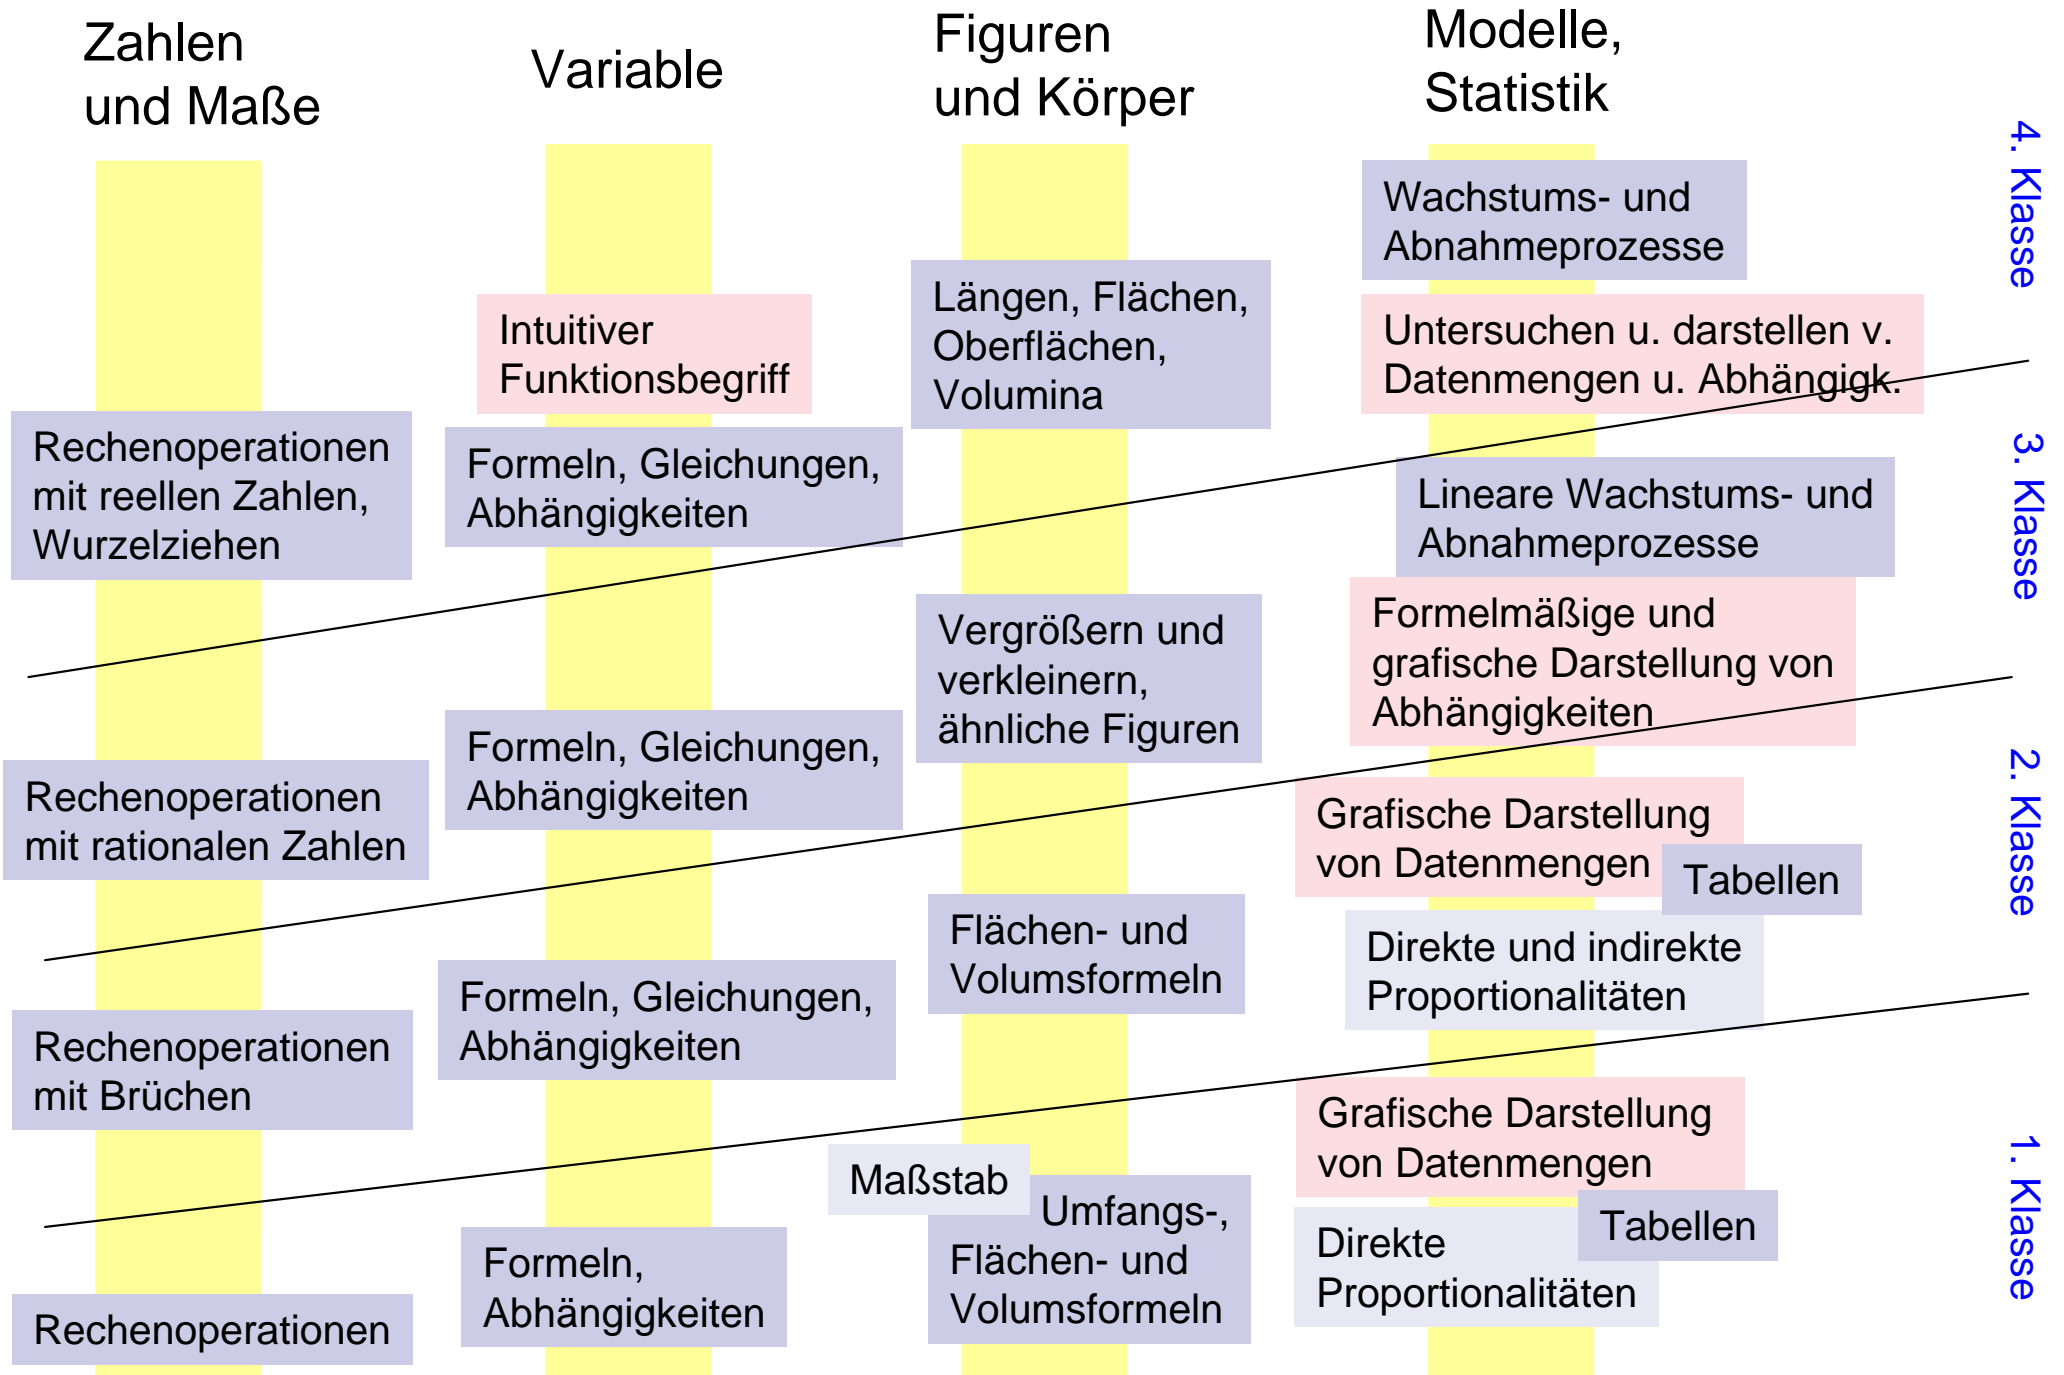 Zahlen
und Maße
Variable
Figuren
und Körper
Modelle,
Statistik
4. Klasse
Wachstums- und
Abnahmeprozesse
Intuitiver
Funktionsbegriff
Längen, Flächen,
Oberflächen,
Volumina
Untersuchen u. darstellen v.
Datenmengen u. Abhängigk.
Rechenoperationen
mit reellen Zahlen,
Wurzelziehen
Formeln, Gleichungen,
Abhängigkeiten
3. Klasse
Lineare Wachstums- und
Abnahmeprozesse
Vergrößern und
verkleinern,
ähnliche Figuren
Formelmäßige und
grafische Darstellung von
Abhängigkeiten
Rechenoperationen
mit rationalen Zahlen
Formeln, Gleichungen,
Abhängigkeiten
2. Klasse
Grafische Darstellung
von Datenmengen
Tabellen
Flächen- und
Volumsformeln
Direkte und indirekte
Proportionalitäten
Rechenoperationen
mit Brüchen
Formeln, Gleichungen,
Abhängigkeiten
1. Klasse
Grafische Darstellung
von Datenmengen
Tabellen
Maßstab
Umfangs-,
Flächen- und
Volumsformeln
Direkte
Proportionalitäten
Formeln,
Abhängigkeiten
Rechenoperationen